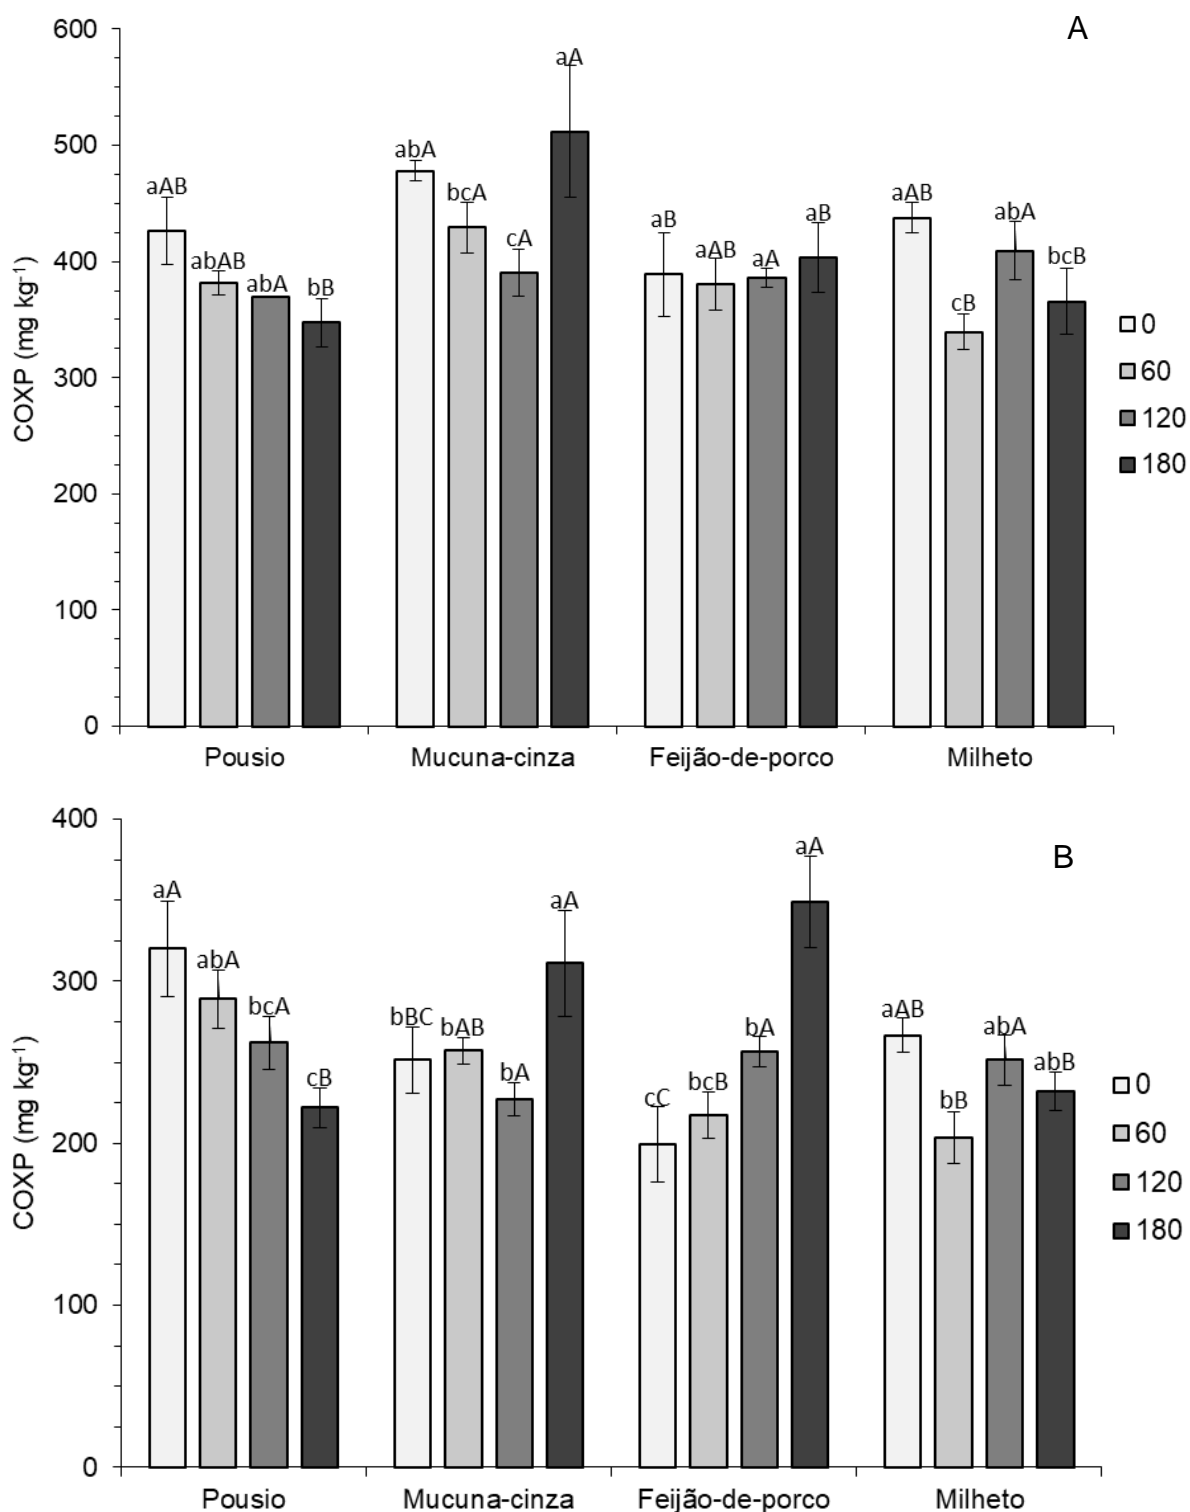 A
600
500
400
300
200
100
0
COXP (mg kg⁻¹)
aAB
abAB
abA
bB
abA
bcA
cA
aA
aB
aAB
aA
aB
aAB
cB
abA
bcB
0
60
120
180
Pousio
Mucuna-cinza
Feijão-de-porco
Milheto
B
400
300
200
100
0
COXP (mg kg⁻¹)
aA
abA
bcA
cB
bBC
bAB
bA
aA
cC
bcB
bA
aA
aAB
bB
abA
abB
0
60
120
180
Pousio
Mucuna-cinza
Feijão-de-porco
Milheto